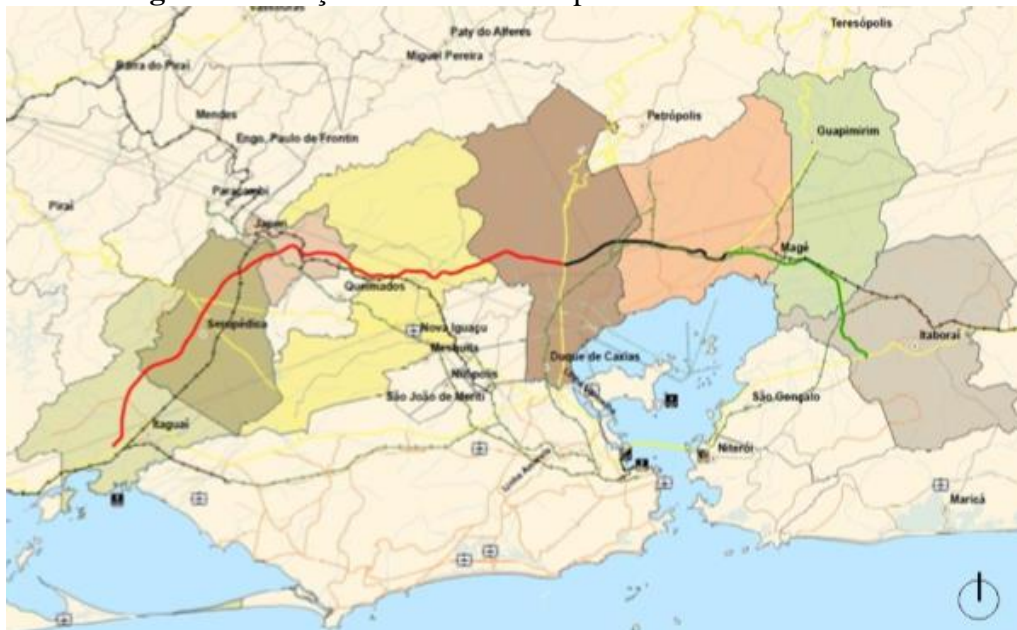 Teresópolis
Paty do Alferes
Miguel Pereira
Barra do Piraí
Mendes
Petrópolis
Guapimirim
Engo. Paulo de Frontin
Paracambi
Piraí
Japeri
Magé
Queimados
Seropédica
Nova Iguaçu
Itaboraí
Mesquita
Duque de Caxias
Nilópolis
São João de Meriti
São Gonçalo
Itaguaí
Niterói
Linha Amarela
Maricá